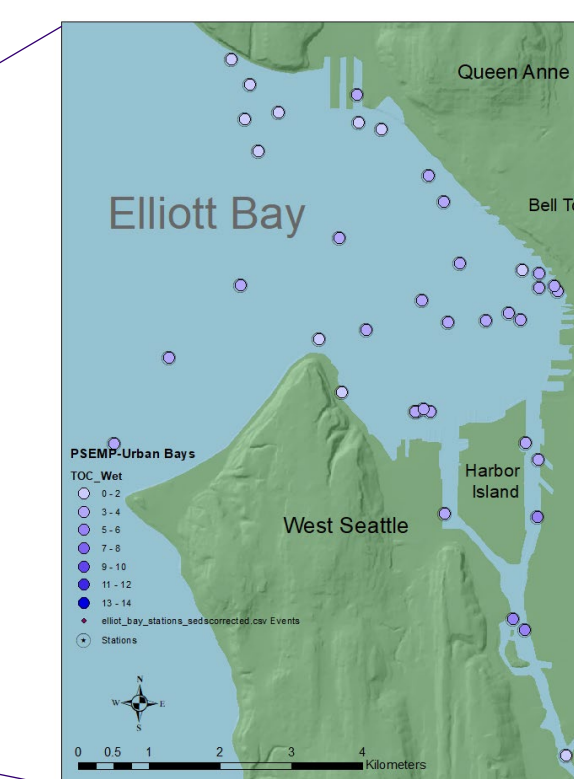 Queen Anne
Bell To
Elliott Bay
Harbor
Island
West Seattle
PSEMP-Urban Bays
TOC_Wet
0 - 2
3 - 4
5 - 6
7 - 8
9 - 10
11 - 12
13 - 14
elliot_bay_stations_sedscorrected.csv Events
Stations
N
W E
S
0 0.5 1 2 3 4
Kilometers